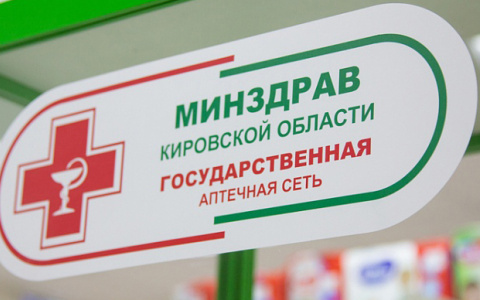 МИНЗДРАВ
КИРОВСКОЙ ОБЛАСТИ
ГОСУДАРСТВЕННАЯ
АПТЕЧНАЯ СЕТЬ